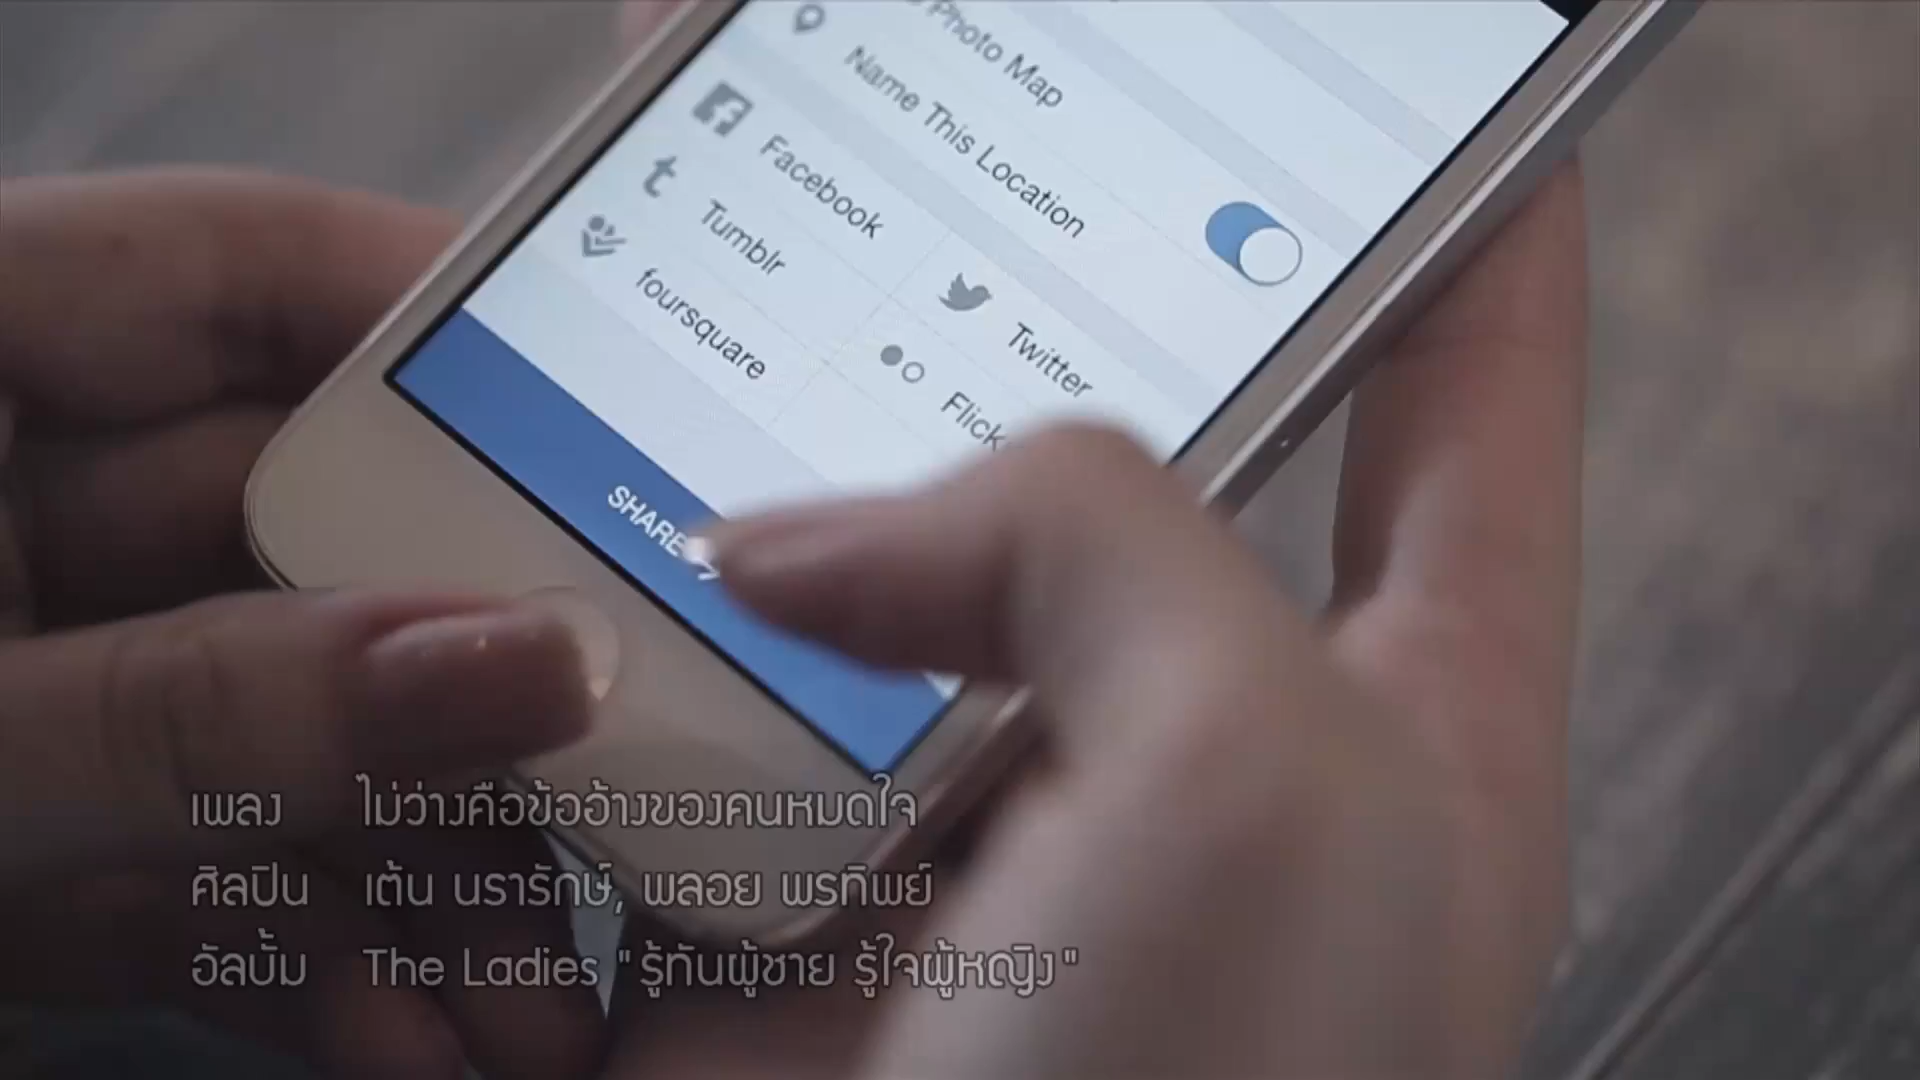 Photo Map
Name This Location
Facebook
Twitter
Tumblr
Flick
foursquare
SHARE
เพลง ไม่ว่างคือข้ออ้างของคนหมดใจ
ศิลปิน เต้น นรารักษ์, พลอย พรทิพย์
อัลบั้ม The Ladies "รู้ทันผู้ชาย รู้ใจผู้หญิง"